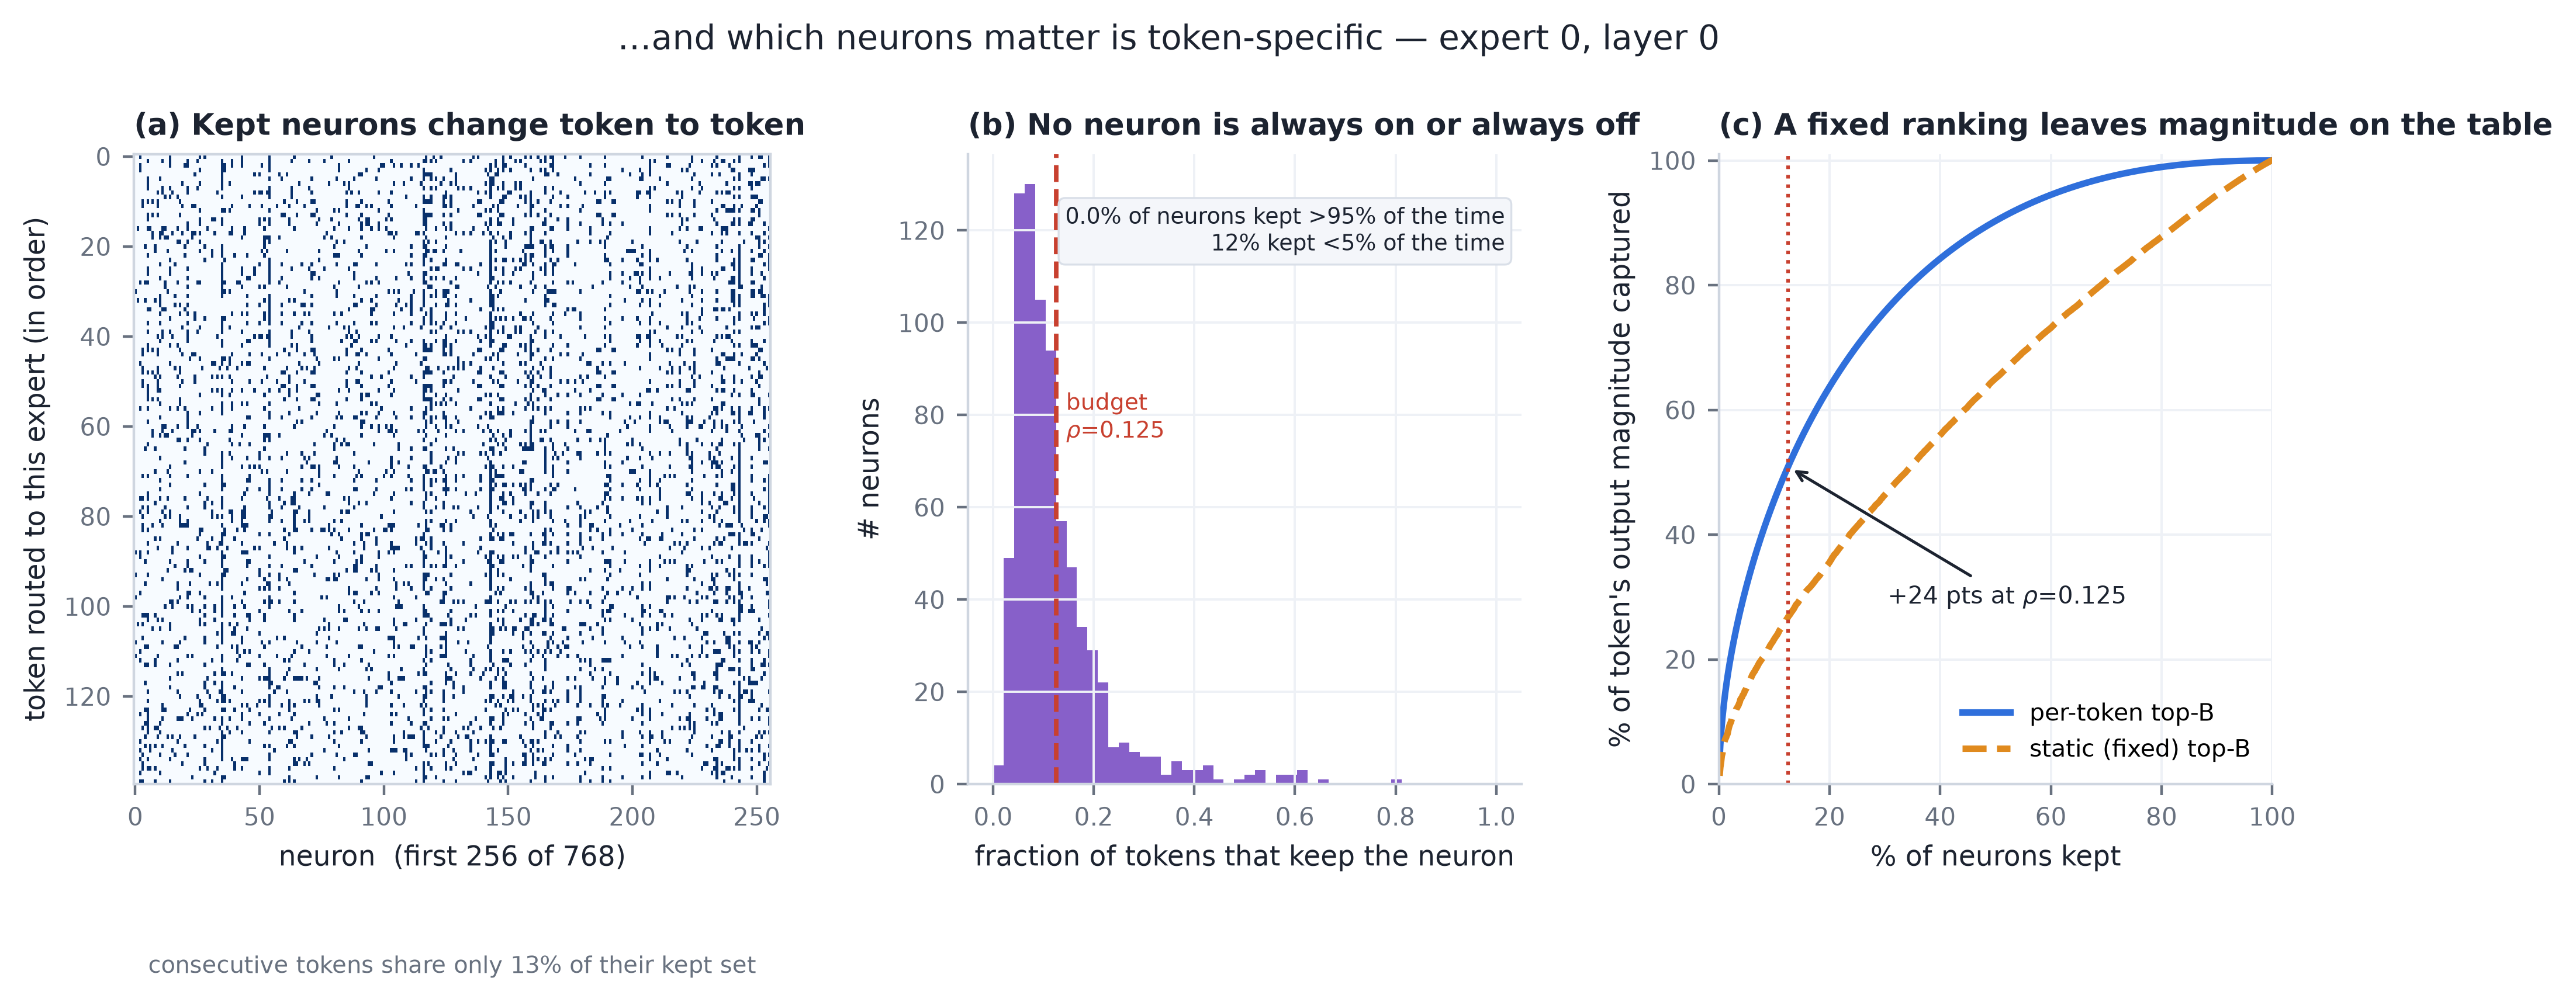 ...and which neurons matter is token-specific — expert 0, layer 0
(a) Kept neurons change token to token
token routed to this expert (in order)
0
20
40
60
80
100
120
0 50 100 150 200 250
neuron (first 256 of 768)
consecutive tokens share only 13% of their kept set
(b) No neuron is always on or always off
# neurons
120
100
80
60
40
20
0
0.0% of neurons kept >95% of the time
12% kept <5% of the time
budget
ρ=0.125
0.0 0.2 0.4 0.6 0.8 1.0
fraction of tokens that keep the neuron
(c) A fixed ranking leaves magnitude on the table
% of token's output magnitude captured
100
80
60
40
20
0
+24 pts at ρ=0.125
per-token top-B
static (fixed) top-B
0 20 40 60 80 100
% of neurons kept